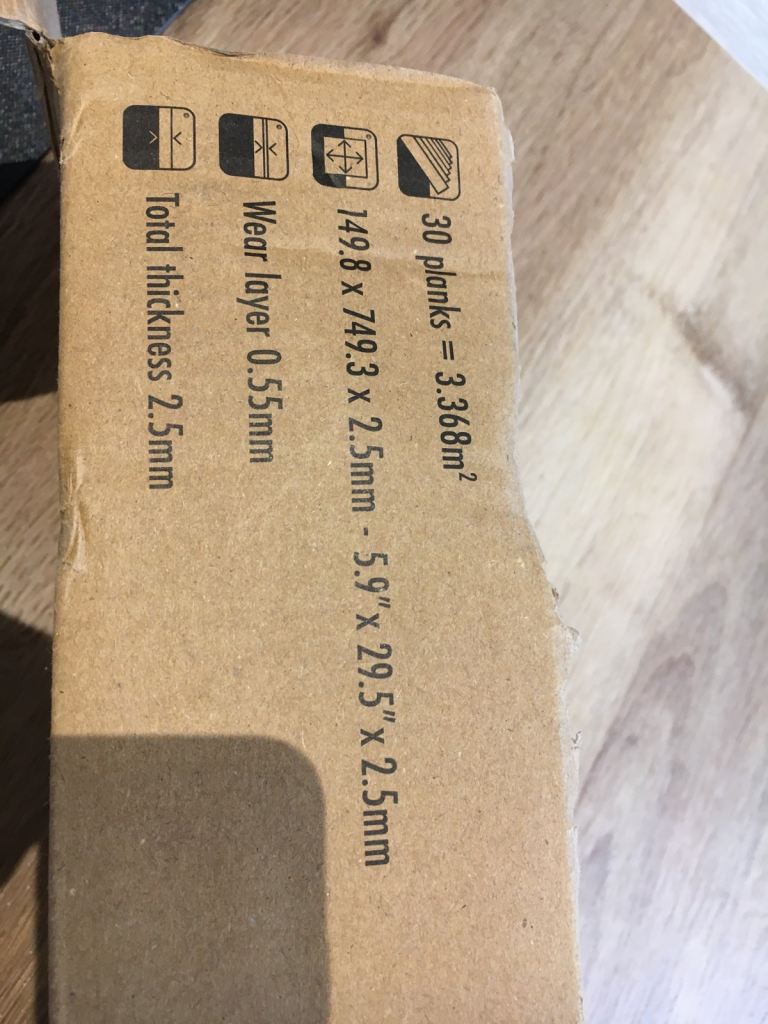 30 planks = 3.368m²
149.8 x 749.3 x 2.5mm - 5.9" x 29.5" x 2.5mm
Wear layer 0.55mm
Total thickness 2.5mm